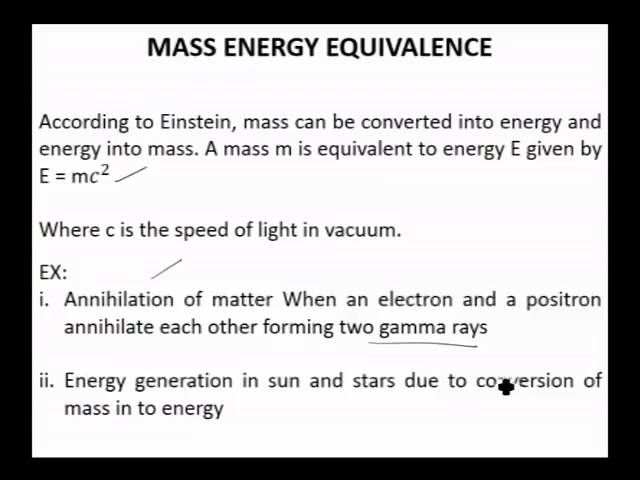 MASS ENERGY EQUIVALENCE
According to Einstein, mass can be converted into energy and
energy into mass. A mass m is equivalent to energy E given by
E = mc²
Where c is the speed of light in vacuum.
EX:
i. Annihilation of matter When an electron and a positron
annihilate each other forming two gamma rays
ii. Energy generation in sun and stars due to conversion of
mass in to energy